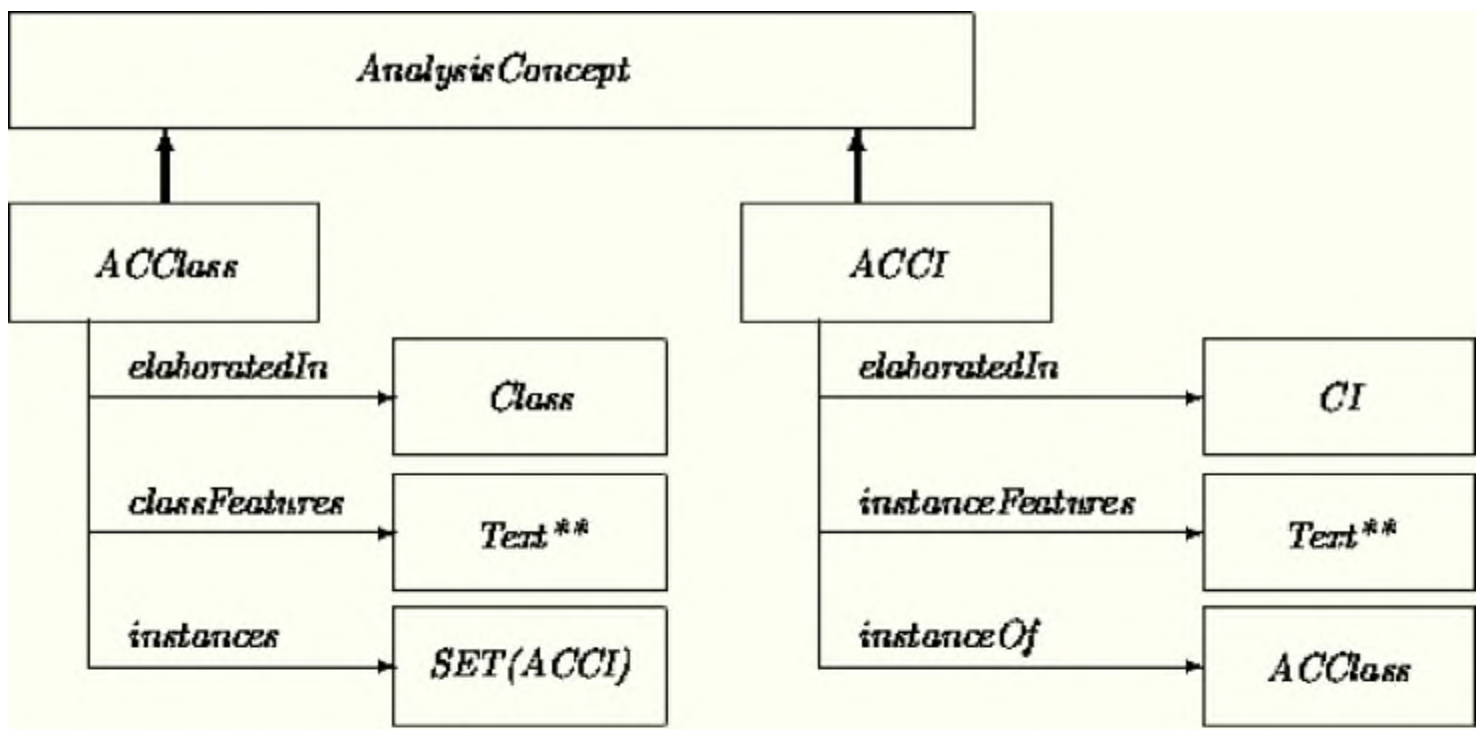 AnalysisConcept
ACClass
ACCI
elaboratedIn
Class
elaboratedIn
CI
classFeatures
Text**
instanceFeatures
Text**
instances
SET(ACCI)
instanceOf
ACClass